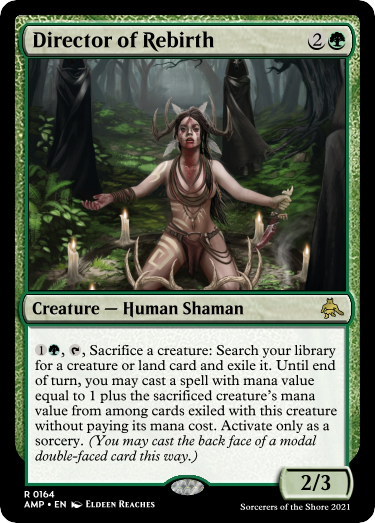 Director of Rebirth 2
Creature — Human Shaman
1, , Sacrifice a creature: Search your library
for a creature or land card and exile it. Until end
of turn, you may cast a spell with mana value
equal to 1 plus the sacrificed creature's mana
value from among cards exiled with this creature
without paying its mana cost. Activate only as a
sorcery. (You may cast the back face of a modal
double-faced card this way.)
2/3
R 0164
AMP • EN Eldeen Reaches
Sorcerers of the Shore 2021